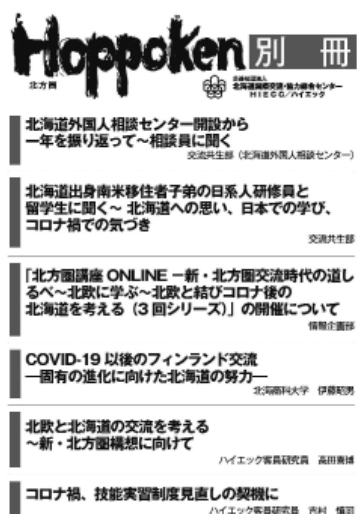 Hoppoken 別冊
北方圏
公益社団法人
北海道国際交流・協力総合センター
HIECC/ハイエック
北海道外国人相談センター開設から
一年を振り返って~相談員に聞く
交流共生部(北海道外国人相談センター)
北海道出身南米移住者子弟の日系人研修員と
留学生に聞く~ 北海道への思い、日本での学び、
コロナ禍での気づき
交流共生部
「北方圏講座 ONLINE -新・北方圏交流時代の道し
るべ~北欧に学ぶ~北欧と結びコロナ後の
北海道を考える(3回シリーズ)」の開催について
情報企画部
COVID-19 以後のフィンランド交流
―固有の進化に向けた北海道の努力―
北海商科大学 伊藤昭男
北欧と北海道の交流を考える
~新・北方圏構想に向けて
ハイエック客員研究員 高田喜博
コロナ禍、技能実習制度見直しの契機に
ハイエック客員研究員 吉村 慎司